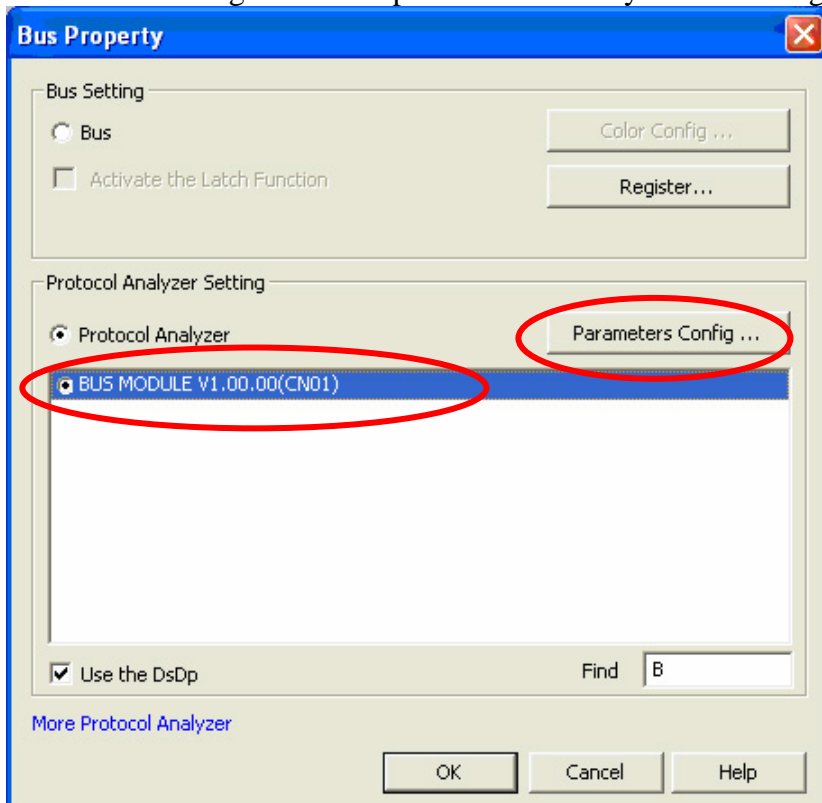 Bus Property
Bus Setting
Bus
Color Config ...
Activate the Latch Function
Register...
Protocol Analyzer Setting
Protocol Analyzer
Parameters Config ...
BUS MODULE V1.00.00(CN01)
Use the DsDp
Find B
More Protocol Analyzer
OK Cancel Help